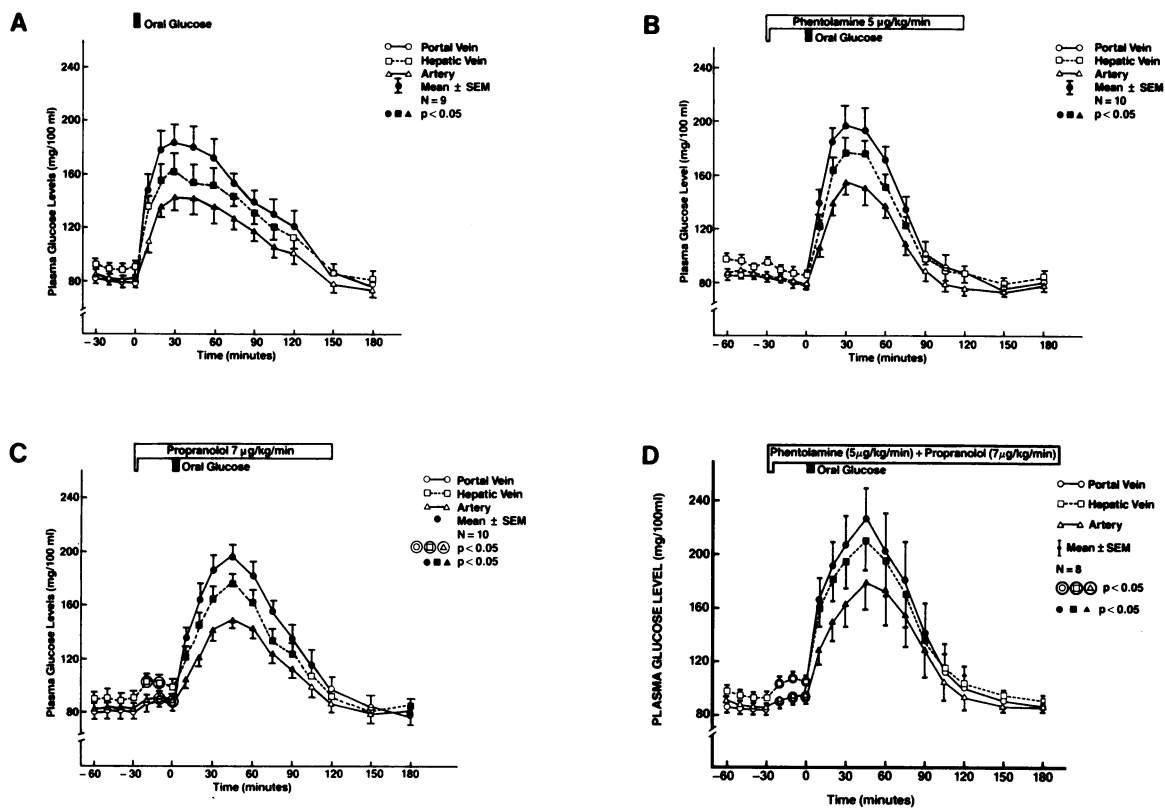 A
Oral Glucose
Portal Vein
Hepatic Vein
Artery
Mean ± SEM
N = 9
p < 0.05
Plasma Glucose Levels (mg/100 ml)
240
200
160
120
80
-30 0 30 60 90 120 150 180
Time (minutes)
B
Phentolamine 5 µg/kg/min
Oral Glucose
Portal Vein
Hepatic Vein
Artery
Mean ± SEM
N = 10
p < 0.05
Plasma Glucose Level (mg/100 ml)
240
200
160
120
80
-60 -30 0 30 60 90 120 150 180
Time (minutes)
C
Propranolol 7 µg/kg/min
Oral Glucose
Portal Vein
Hepatic Vein
Artery
Mean ± SEM
N = 10
p < 0.05
p < 0.05
Plasma Glucose Levels (mg/100 ml)
240
200
160
120
80
-60 -30 0 30 60 90 120 150 180
Time (minutes)
D
Phentolamine (5µg/kg/min) + Propranolol (7µg/kg/min)
Oral Glucose
Portal Vein
Hepatic Vein
Artery
Mean ± SEM
N = 8
p < 0.05
p < 0.05
PLASMA GLUCOSE LEVEL (mg/100ml)
240
200
160
120
80
-60 -30 0 30 60 90 120 150 180
Time (minutes)